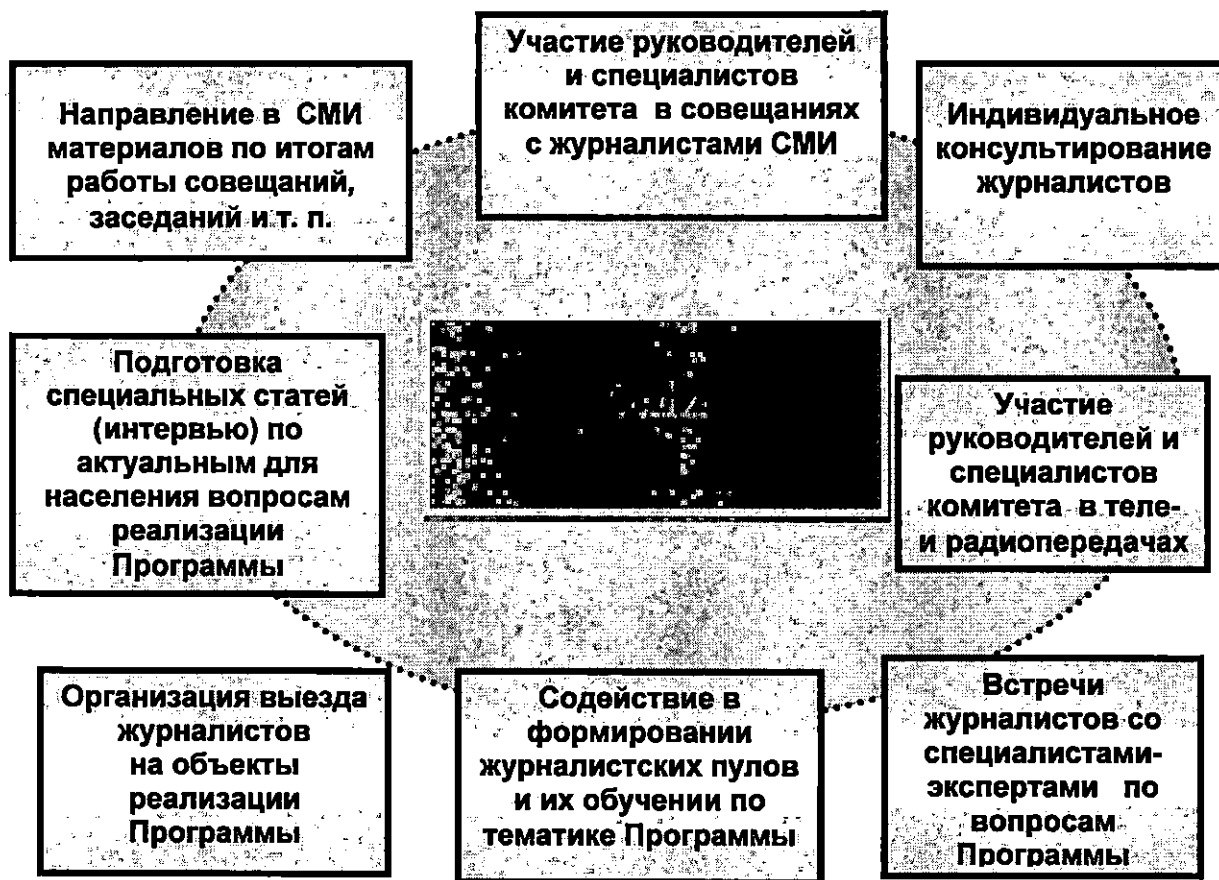 Участие руководителей
и специалистов
комитета в совещаниях
с журналистами СМИ
Направление в СМИ
материалов по итогам
работы совещаний,
заседаний и т. п.
Индивидуальное
консультирование
журналистов
Подготовка
специальных статей
(интервью) по
актуальным для
населения вопросам
реализации
Программы
Участие
руководителей и
специалистов
комитета в теле-
и радиопередачах
Организация выезда
журналистов
на объекты
реализации
Программы
Содействие в
формировании
журналистских пулов
и их обучении по
тематике Программы
Встречи
журналистов со
специалистами-
экспертами по
вопросам
Программы